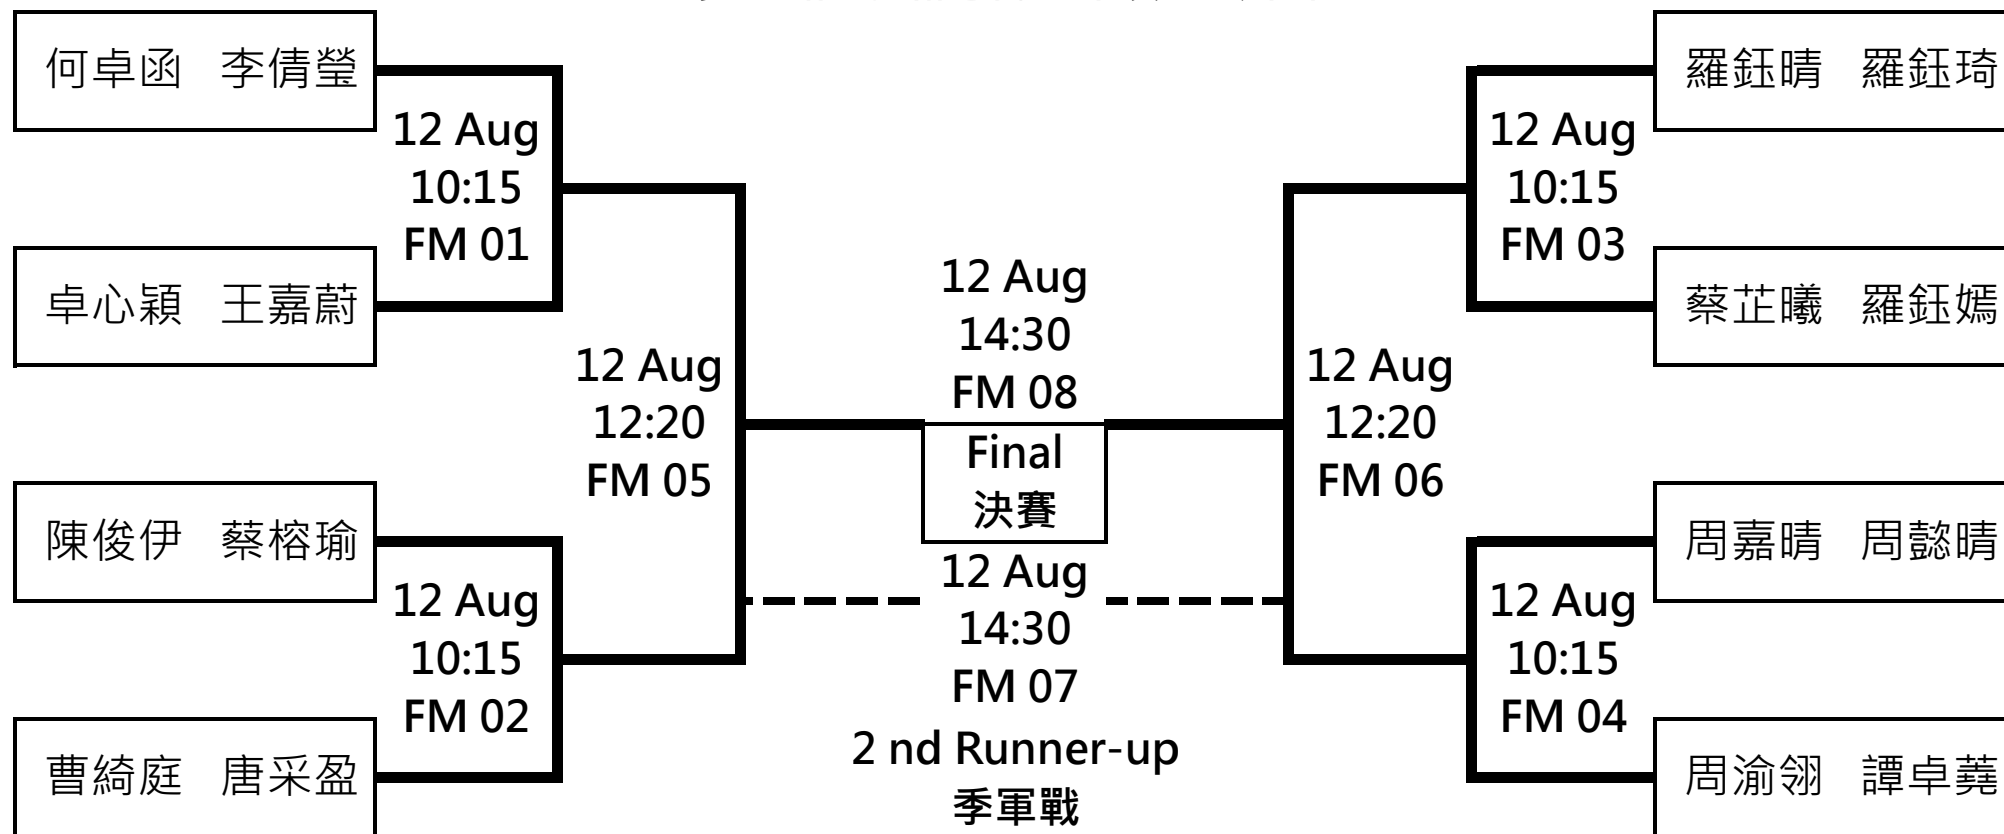 何卓函 李倩瑩
12 Aug
10:15
FM 01
卓心穎 王嘉蔚
12 Aug
12:20
FM 05
陳俊伊 蔡榕瑜
12 Aug
10:15
FM 02
曹綺庭 唐采盈
12 Aug
14:30
FM 08
Final
決賽
12 Aug
14:30
FM 07
2 nd Runner-up
季軍戰
羅鈺晴 羅鈺琦
12 Aug
10:15
FM 03
蔡芷曦 羅鈺嫣
12 Aug
12:20
FM 06
周嘉晴 周懿晴
12 Aug
10:15
FM 04
周渝翎 譚卓蕘